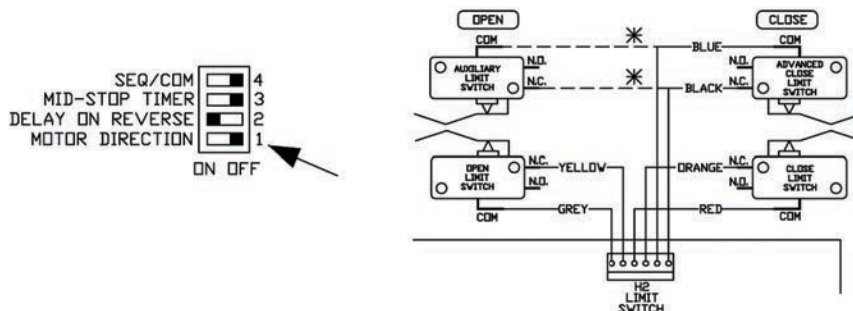 SEQ/COM 4
MID-STOP TIMER 3
DELAY ON REVERSE 2
MOTOR DIRECTION 1
ON OFF
OPEN
CLOSE
COM
COM
BLUE
N.O.
N.O.
AUXILIARY
LIMIT
SWITCH
ADVANCED
CLOSE LIMIT
SWITCH
N.C.
BLACK
N.C.
N.C.
YELLOW
ORANGE
N.C.
OPEN
LIMIT
SWITCH
N.O.
N.O.
CLOSE
LIMIT
SWITCH
COM
GREY
RED
COM
H2
LIMIT
SWITCH